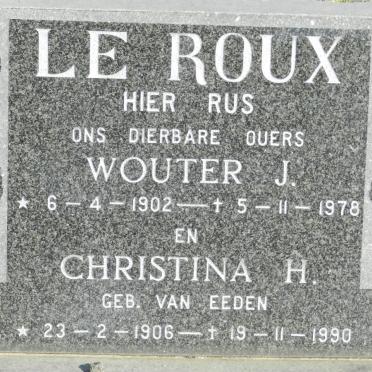 LE ROUX
HIER RUS
ONS DIERBARE OUERS
WOUTER J.
★ 6 – 4 – 1902 — † 5 – 11 – 1978
EN
CHRISTINA H.
GEB. VAN EEDEN
★ 23 – 2 – 1906 — † 19 – 11 – 1990